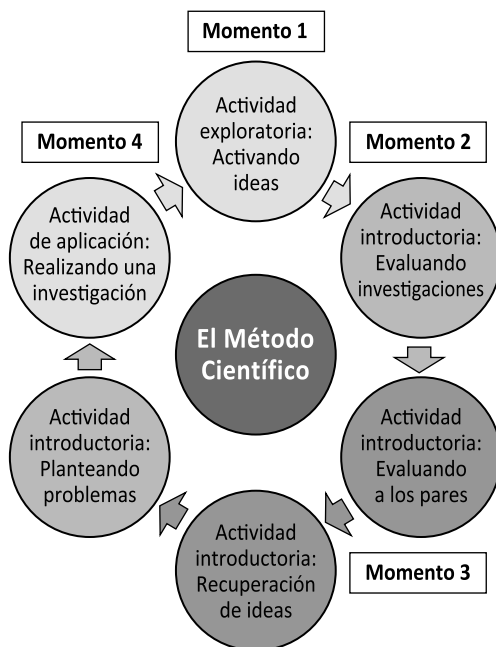 Momento 1
Actividad
exploratoria:
Activando
ideas
Momento 2
Actividad
introductoria:
Evaluando
investigaciones
Actividad
introductoria:
Evaluando
a los pares
Momento 3
Actividad
introductoria:
Recuperación
de ideas
Actividad
introductoria:
Planteando
problemas
Momento 4
Actividad
de aplicación:
Realizando una
investigación
El Método
Científico